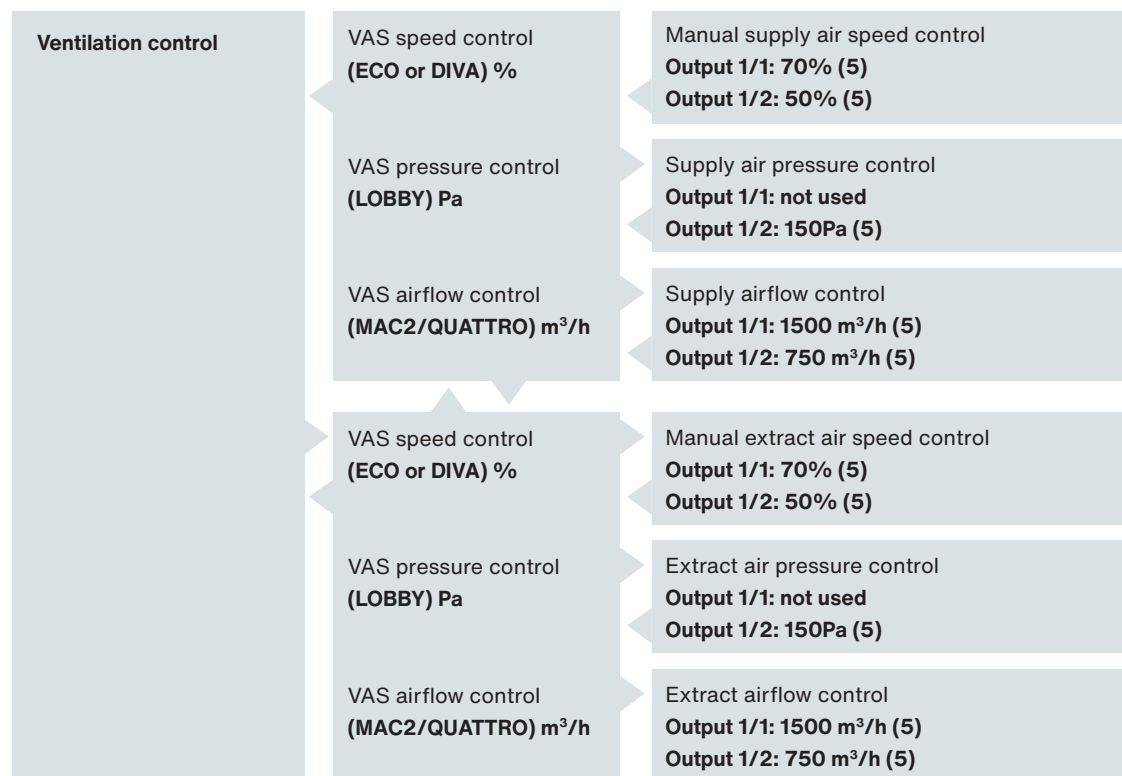 Ventilation control
VAS speed control
(ECO or DIVA) %
Manual supply air speed control
Output 1/1: 70% (5)
Output 1/2: 50% (5)
VAS pressure control
(LOBBY) Pa
Supply air pressure control
Output 1/1: not used
Output 1/2: 150Pa (5)
VAS airflow control
(MAC2/QUATTRO) m³/h
Supply airflow control
Output 1/1: 1500 m³/h (5)
Output 1/2: 750 m³/h (5)
VAS speed control
(ECO or DIVA) %
Manual extract air speed control
Output 1/1: 70% (5)
Output 1/2: 50% (5)
VAS pressure control
(LOBBY) Pa
Extract air pressure control
Output 1/1: not used
Output 1/2: 150Pa (5)
VAS airflow control
(MAC2/QUATTRO) m³/h
Extract airflow control
Output 1/1: 1500 m³/h (5)
Output 1/2: 750 m³/h (5)